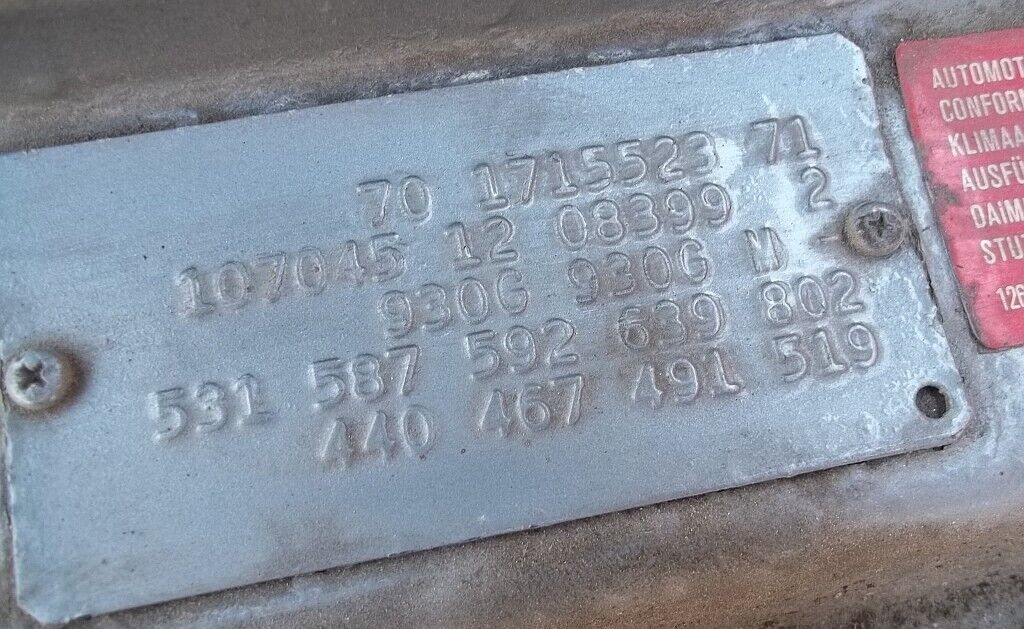 70 1715523 71
107045 12 08399 2
930G 930G W
531 587 592 639 802
440 467 491 519
AUTOMOT
CONFORM
KLIMAA
AUSFÜ
DAIM
STU
126